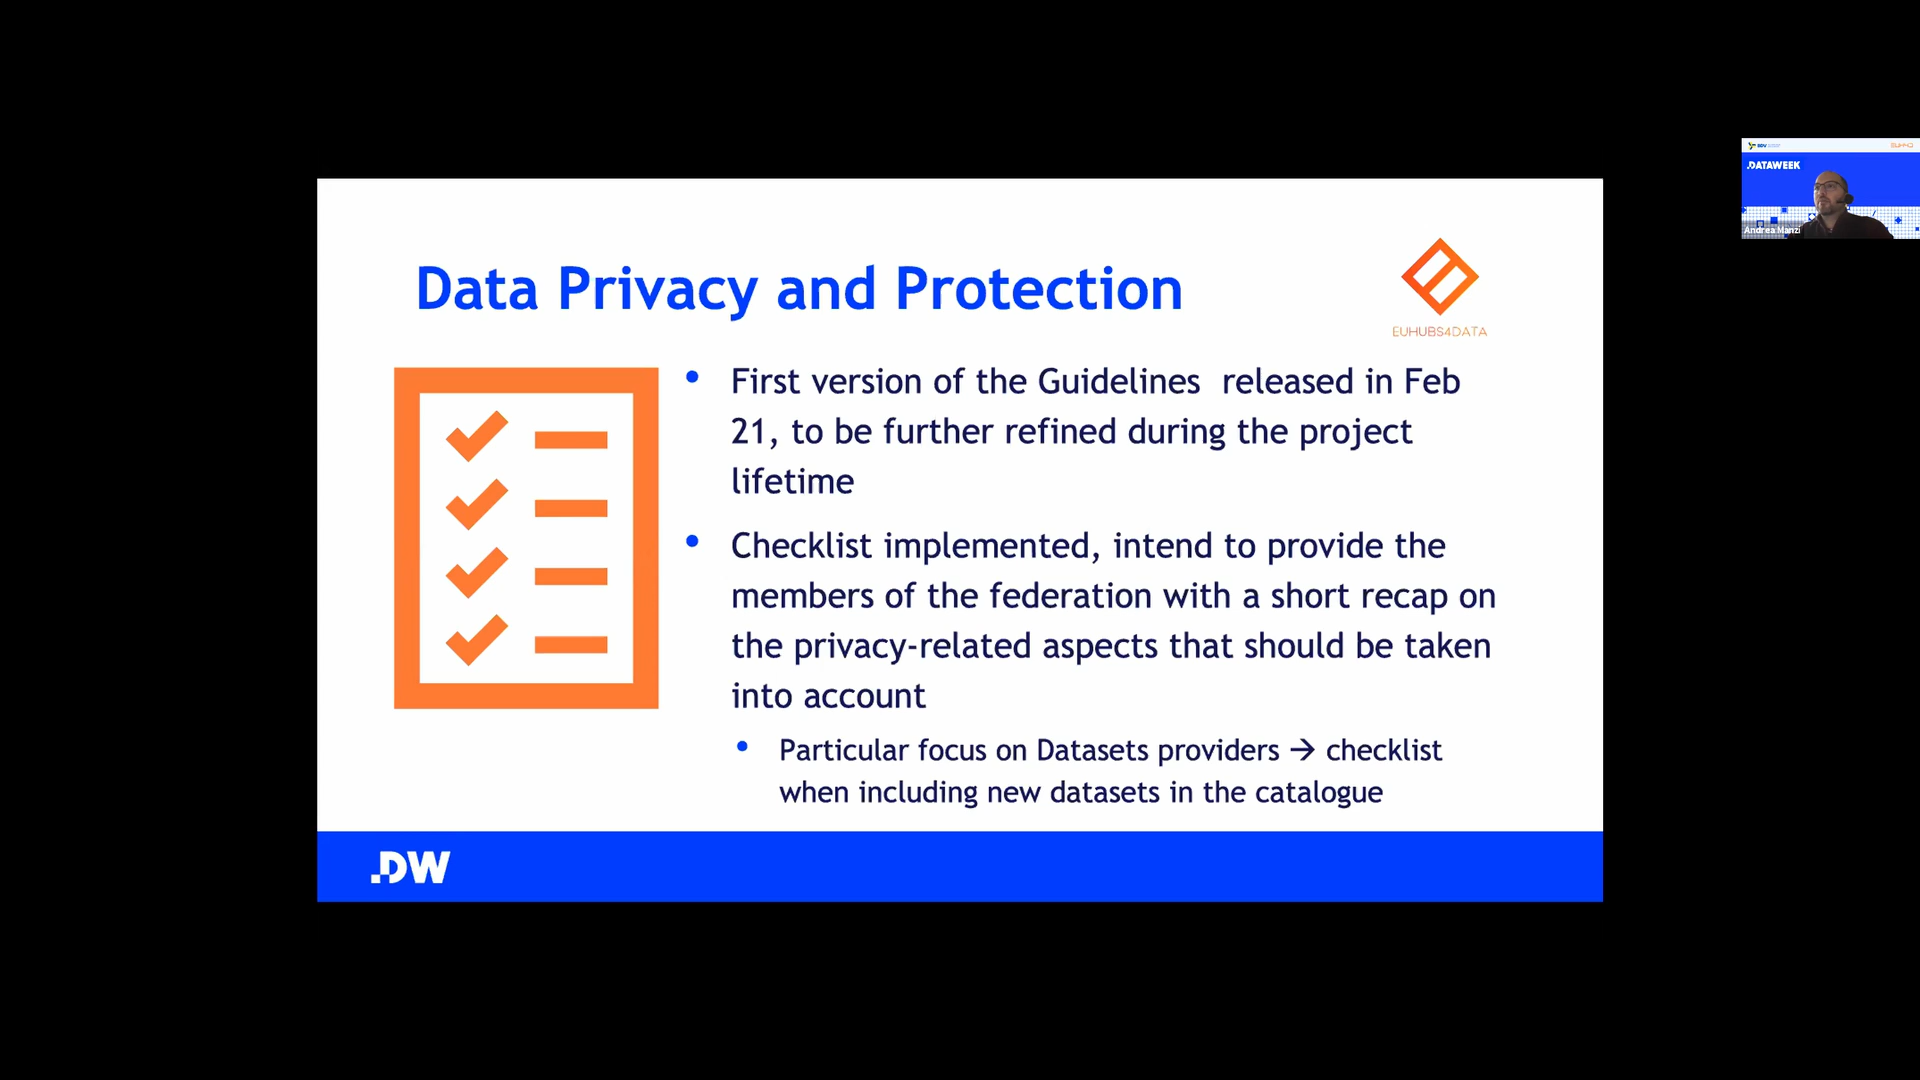 Data Privacy and Protection
EUHUBS4DATA
• First version of the Guidelines released in Feb
21, to be further refined during the project
lifetime
• Checklist implemented, intend to provide the
members of the federation with a short recap on
the privacy-related aspects that should be taken
into account
• Particular focus on Datasets providers → checklist
when including new datasets in the catalogue
.DW
.DATAWEEK
Andrea Manzi